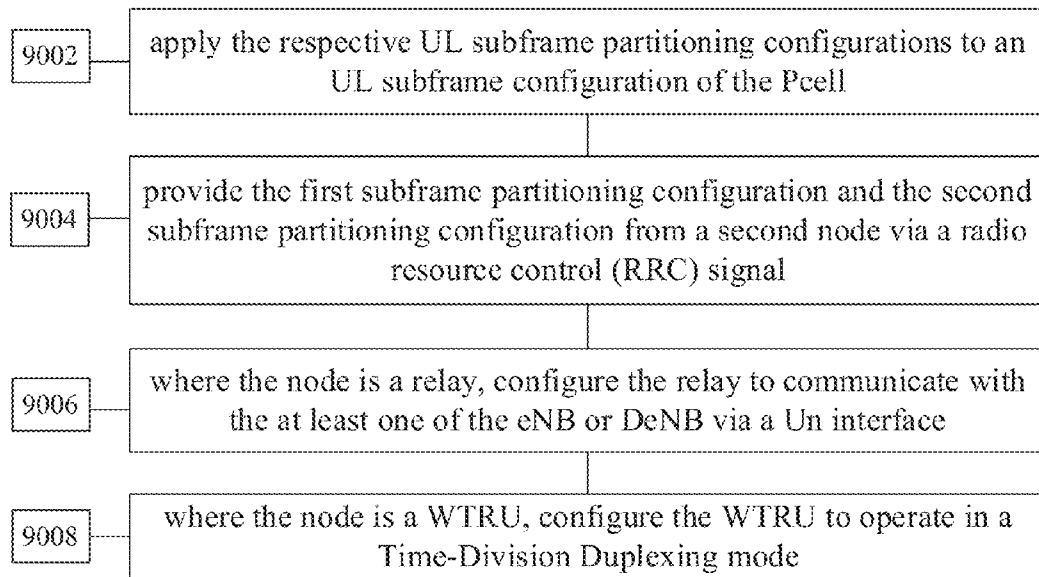 9002
apply the respective UL subframe partitioning configurations to an
UL subframe configuration of the Pcell
9004
provide the first subframe partitioning configuration and the second
subframe partitioning configuration from a second node via a radio
resource control (RRC) signal
9006
where the node is a relay, configure the relay to communicate with
the at least one of the eNB or DeNB via a Un interface
9008
where the node is a WTRU, configure the WTRU to operate in a
Time-Division Duplexing mode